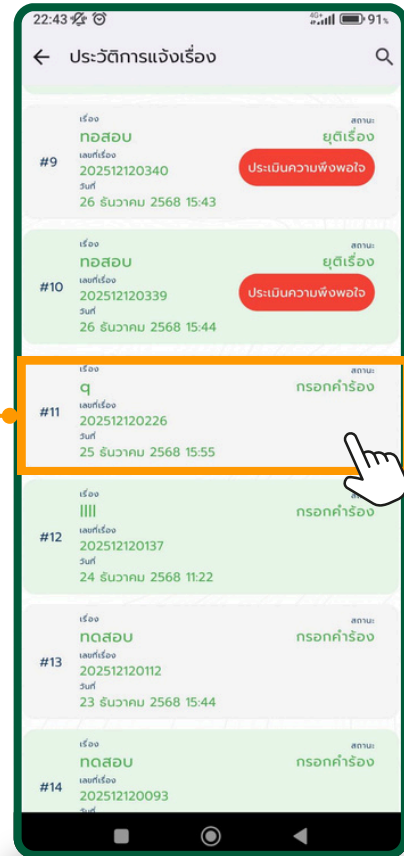 22:43 4G+ 91%
ประวัติการแจ้งเรื่อง
เรื่อง สถานะ
ทอสอบ ยุติเรื่อง
#9 เลขที่เรื่อง
202512120340 ประเมินความพึงพอใจ
วันที่
26 ธันวาคม 2568 15:43
เรื่อง สถานะ
ทอสอบ ยุติเรื่อง
#10 เลขที่เรื่อง
202512120339 ประเมินความพึงพอใจ
วันที่
26 ธันวาคม 2568 15:44
เรื่อง สถานะ
q กรอกคำร้อง
#11 เลขที่เรื่อง
202512120226
วันที่
25 ธันวาคม 2568 15:55
เรื่อง
llll กรอกคำร้อง
#12 เลขที่เรื่อง
202512120137
วันที่
24 ธันวาคม 2568 11:22
เรื่อง สถานะ
ทดสอบ กรอกคำร้อง
#13 เลขที่เรื่อง
202512120112
วันที่
23 ธันวาคม 2568 15:44
เรื่อง สถานะ
ทดสอบ กรอกคำร้อง
#14 เลขที่เรื่อง
202512120093
วันที่